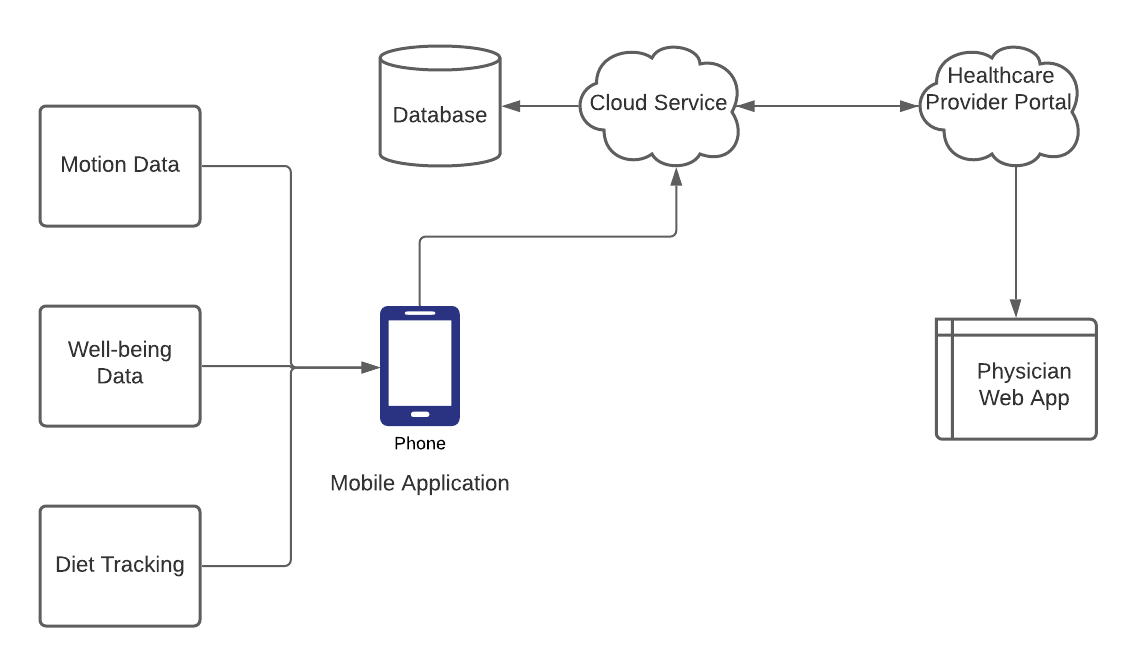 Motion Data
Well-being
Data
Diet Tracking
Database
Cloud Service
Healthcare
Provider Portal
Phone
Mobile Application
Physician
Web App